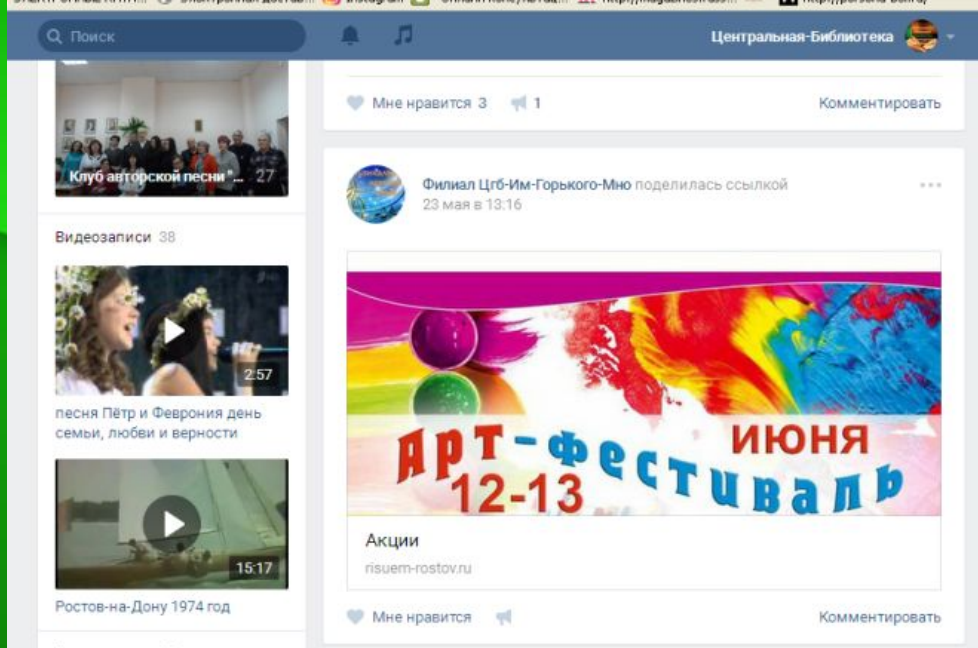 Поиск
Центральная-Библиотека
Клуб авторской песни "... 27
Видеозаписи 38
2:57
песня Пётр и Феврония день
семьи, любви и верности
15:17
Ростов-на-Дону 1974 год
Мне нравится 3 1 Комментировать
Филиал Цгб-Им-Горького-Мно поделилась ссылкой
23 мая в 13:16
АРТ-фестиваль
12-13 ИЮНЯ
Акции
risuem-rostov.ru
Мне нравится Комментировать